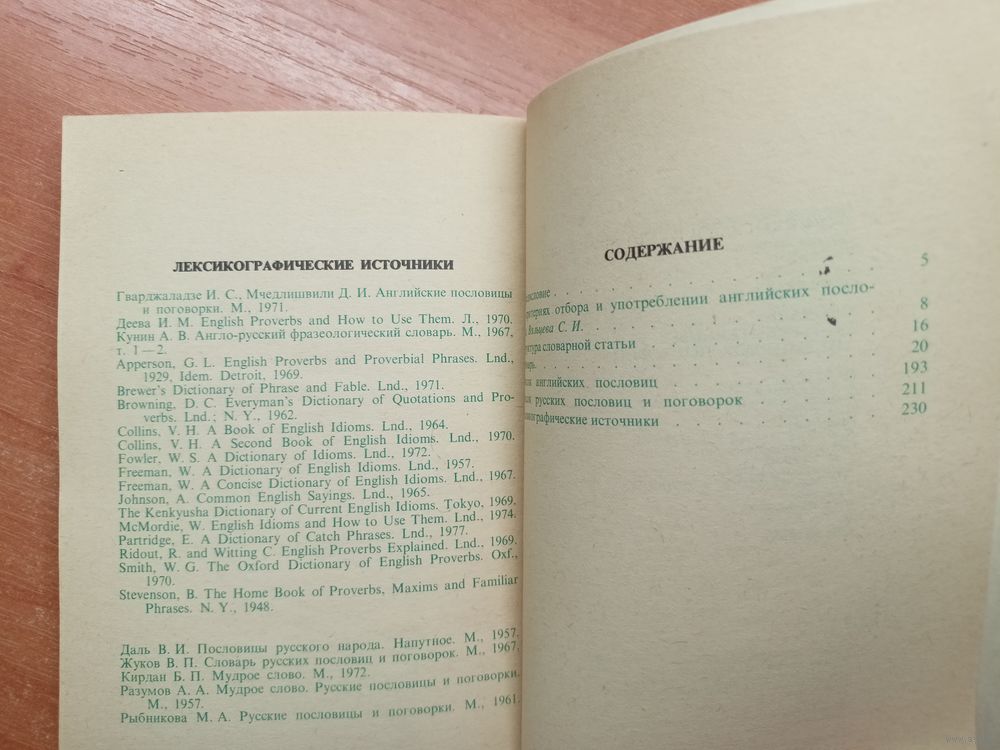 ЛЕКСИКОГРАФИЧЕСКИЕ ИСТОЧНИКИ
Гварджаладзе И. С., Мчедлишвили Д. И. Английские пословицы
и поговорки. М., 1971.
Деева И. М. English Proverbs and How to Use Them. Л., 1970.
Кунин А. В. Англо-русский фразеологический словарь. М., 1967,
т. 1—2.
Apperson, G. L. English Proverbs and Proverbial Phrases. Lnd.,
1929, Idem. Detroit, 1969.
Brewer's Dictionary of Phrase and Fable. Lnd., 1971.
Browning, D. C. Everyman's Dictionary of Quotations and Pro-
verbs. Lnd.; N. Y., 1962.
Collins, V. H. A Book of English Idioms. Lnd., 1964.
Collins, V. H. A Second Book of English Idioms. Lnd., 1970.
Fowler, W. S. A Dictionary of Idioms. Lnd., 1972.
Freeman, W. A Dictionary of English Idioms. Lnd., 1957.
Freeman, W. A Concise Dictionary of English Idioms. Lnd., 1967.
Johnson, A. Common English Sayings. Lnd., 1965.
The Kenkyusha Dictionary of Current English Idioms. Tokyo, 1969.
McMordie, W. English Idioms and How to Use Them. Lnd., 1974.
Partridge, E. A Dictionary of Catch Phrases. Lnd., 1977.
Ridout, R. and Witting C. English Proverbs Explained. Lnd., 1969.
Smith, W. G. The Oxford Dictionary of English Proverbs. Oxf.,
1970.
Stevenson, B. The Home Book of Proverbs, Maxims and Familiar
Phrases. N. Y., 1948.
Даль В. И. Пословицы русского народа. Напутное. М., 1957.
Жуков В. П. Словарь русских пословиц и поговорок. М., 1967.
Кирдан Б. П. Мудрое слово. М., 1972.
Разумов А. А. Мудрое слово. Русские пословицы и поговорки.
М., 1957.
Рыбникова М. А. Русские пословицы и поговорки. М., 1961.
СОДЕРЖАНИЕ
5
отбора и употреблении английских посло-
Вальцева С. И. 8
словарной статьи 16
20
английских пословиц 193
русских пословиц и поговорок 211
источники 230